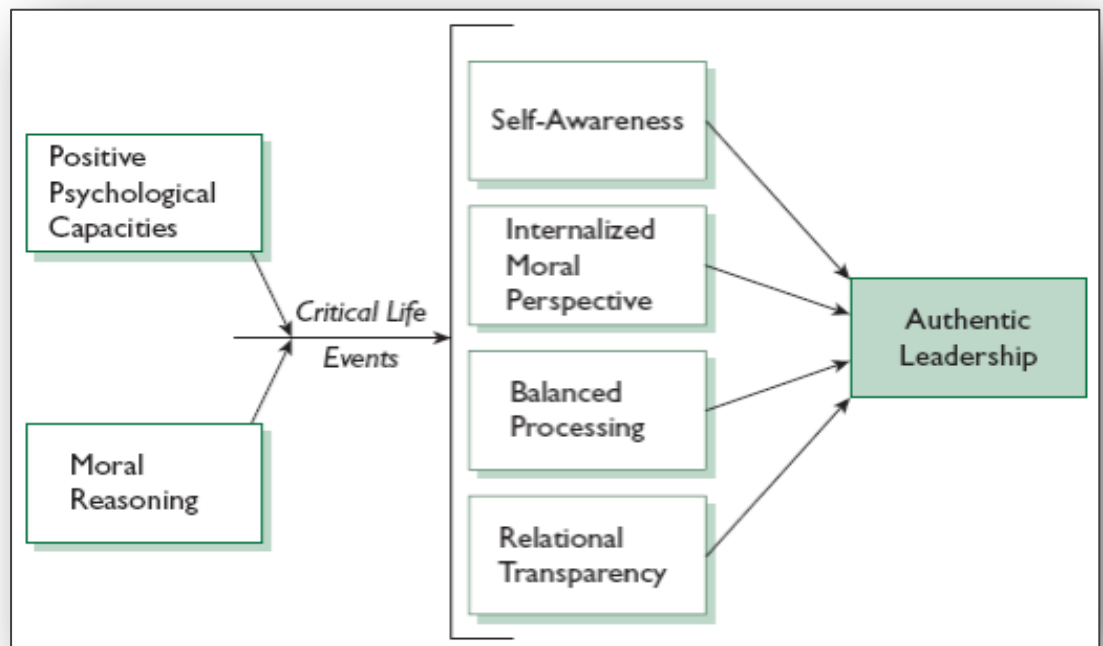 Positive
Psychological
Capacities
Moral
Reasoning
Critical Life
Events
Self-Awareness
Internalized
Moral
Perspective
Balanced
Processing
Relational
Transparency
Authentic
Leadership